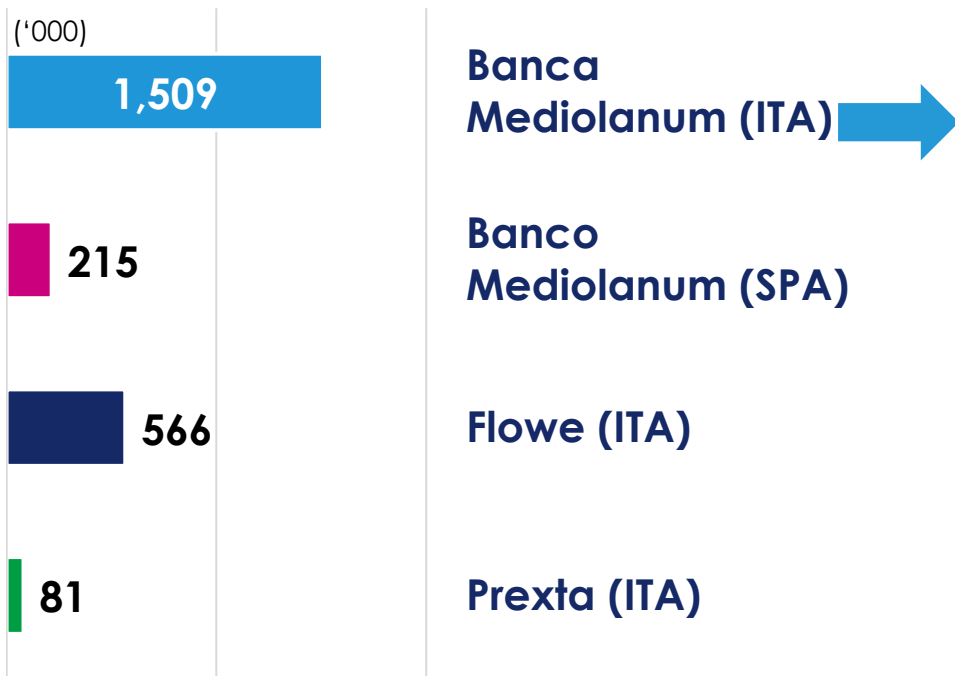 (‘000)
1,509
Banca
Mediolanum (ITA)
215
Banco
Mediolanum (SPA)
566
Flowe (ITA)
81
Prexta (ITA)